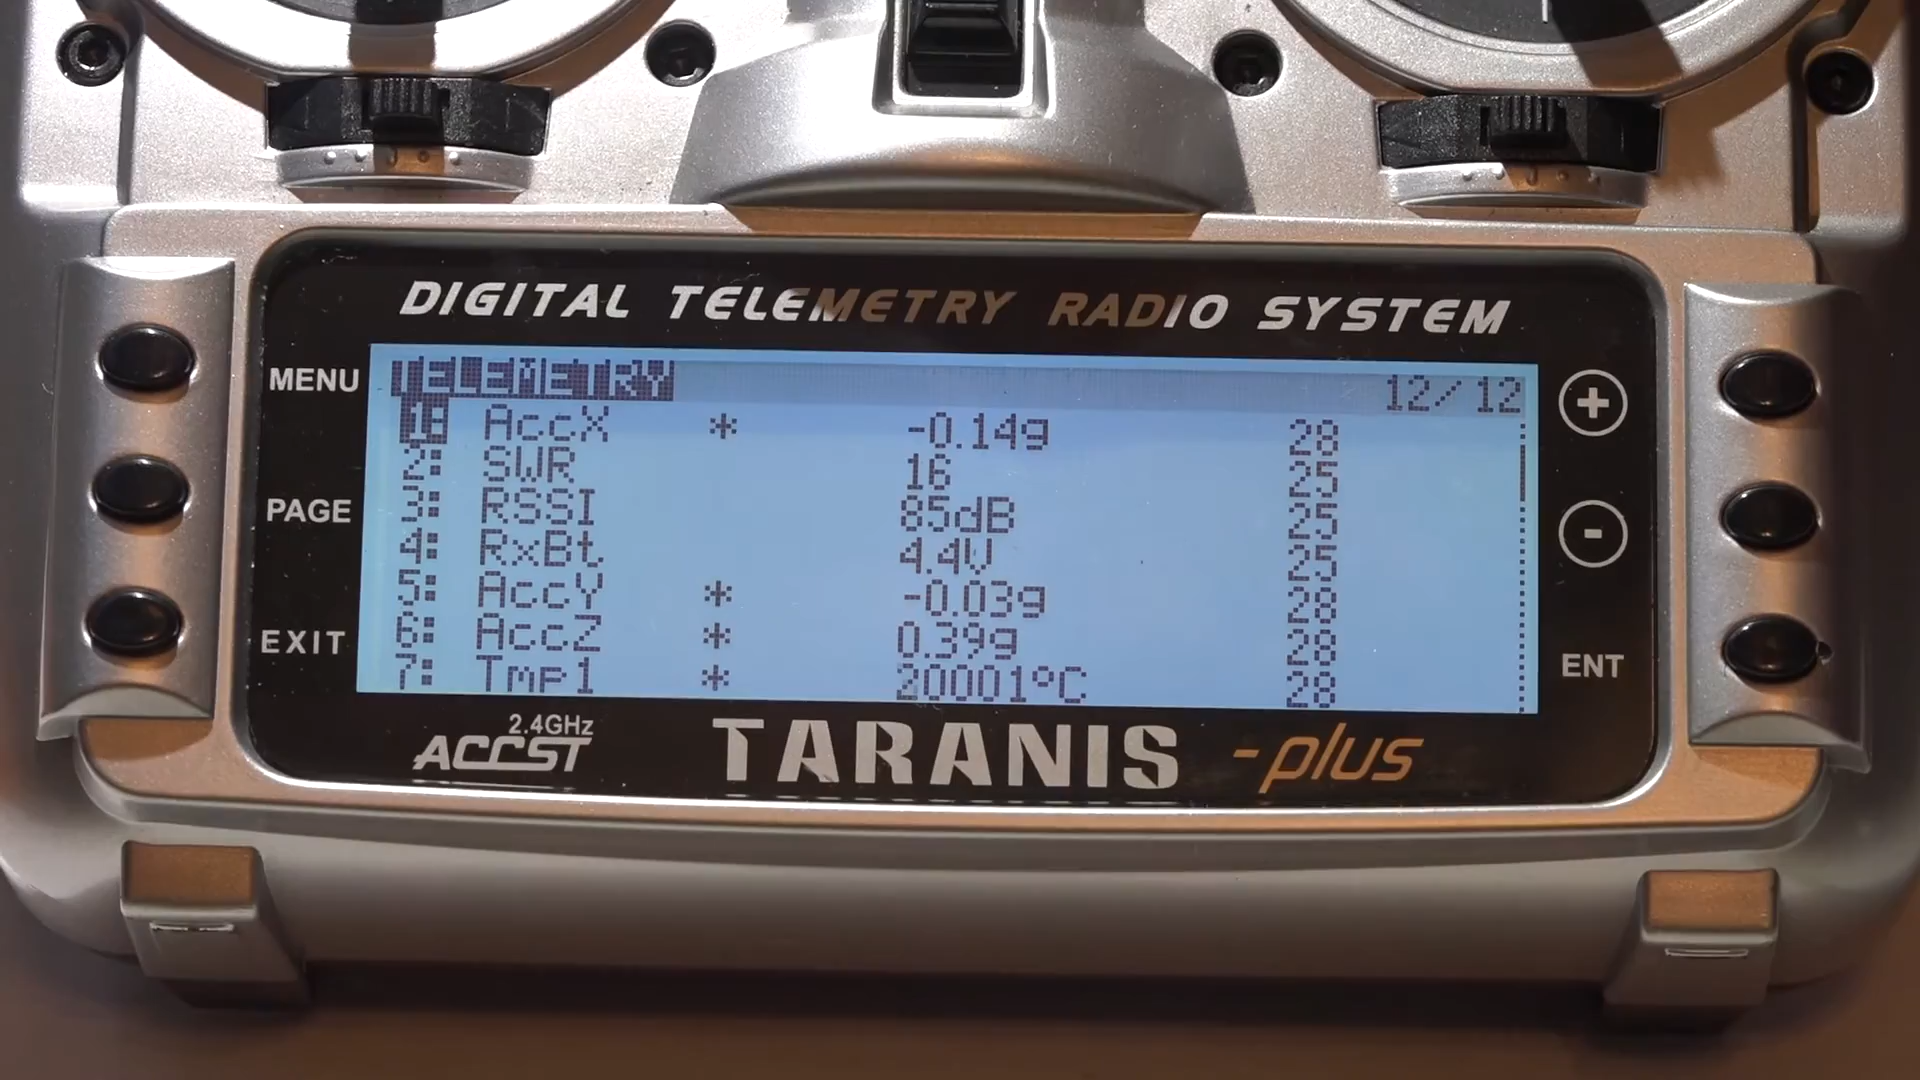 DIGITAL TELEMETRY RADIO SYSTEM
MENU
PAGE
EXIT
TELEMETRY 12/12
1: AccX * -0.14g 28
2: SWR 16 25
3: RSSI 85dB 25
4: RxBt 4.4V 25
5: AccY * -0.03g 28
6: AccZ * 0.39g 28
7: Tmp1 * 20001ºC 28
+
-
ENT
2.4GHz
ACCST
TARANIS -plus